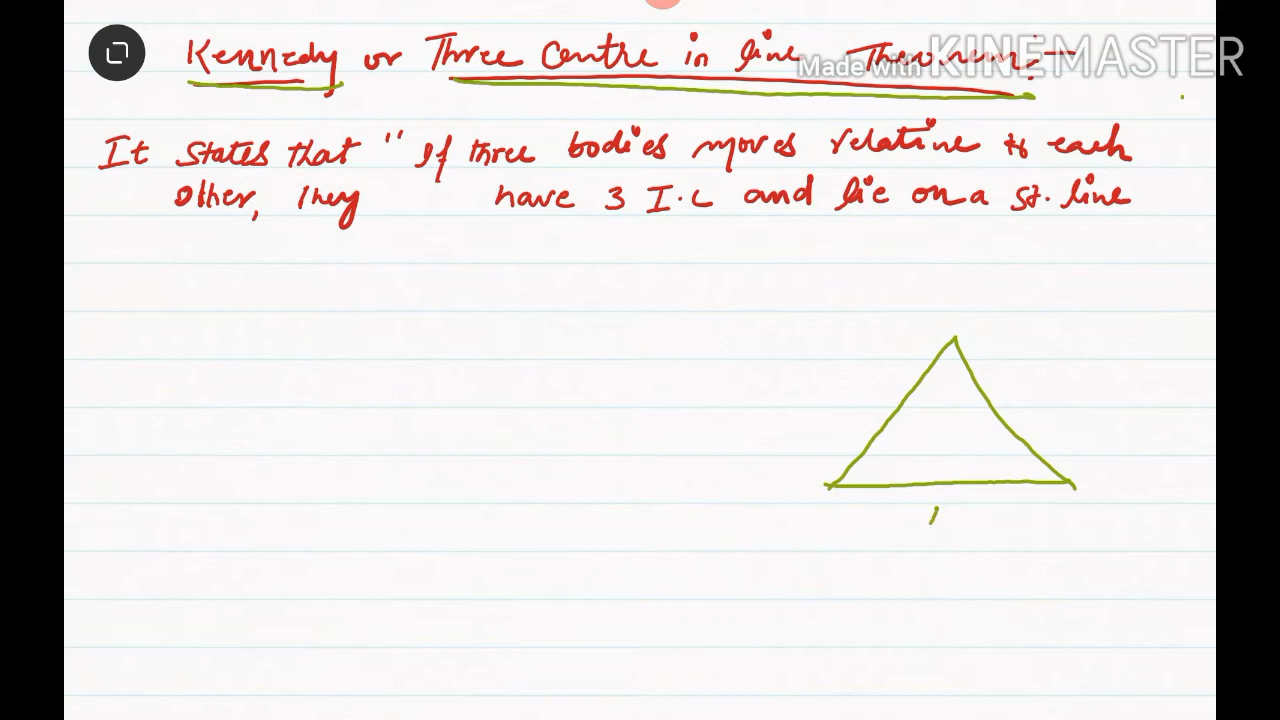 Kennedy or Three Centre in line Theorem:-
Made with KINEMASTER
It states that " If three bodies moves relative to each
other, they have 3 I.C and lie on a st. line